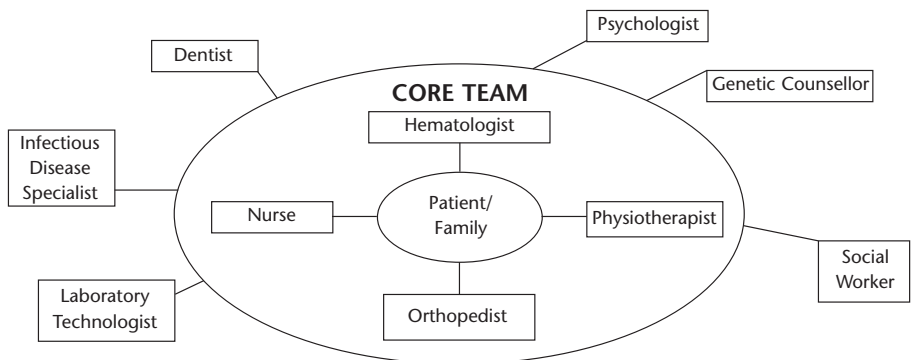 Psychologist
Dentist
Genetic Counsellor
CORE TEAM
Hematologist
Infectious
Disease
Specialist
Nurse
Patient/
Family
Physiotherapist
Social
Worker
Laboratory
Technologist
Orthopedist